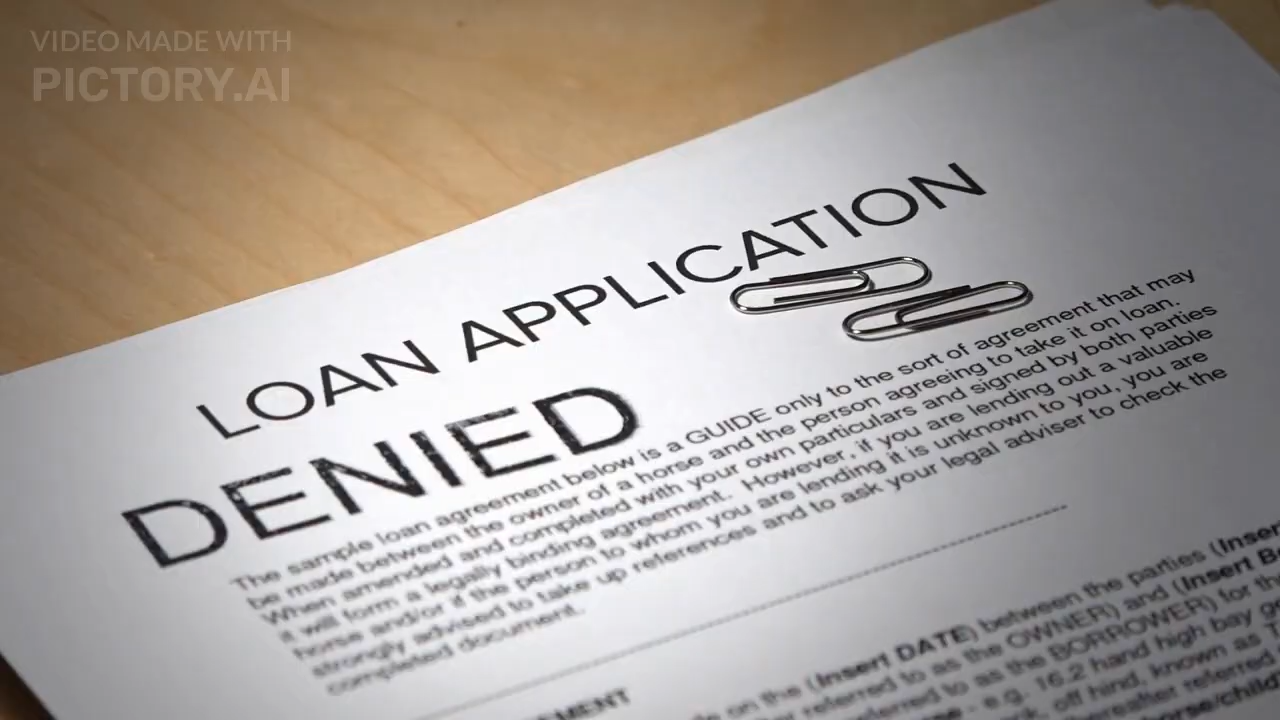 VIDEO MADE WITH
PICTORY.AI
LOAN APPLICATION
DENIED
The sample loan agreement below is a GUIDE only to the sort of agreement that may
be made between the owner of a horse and the person agreeing to take it on loan.
When amended and completed with your own particulars and signed by both parties
it will form a legally binding agreement. However, if you are lending out a valuable
horse and/or if the person to whom you are lending it is unknown to you, you are
strongly advised to take up references and to ask your legal adviser to check the
completed document.
on the (Insert DATE) between the parties (Inser
referred to as the OWNER) and (Insert B
referred to as the BORROWER) for th
- e.g. 16.2 hand high bay g
off hind, known as
referred